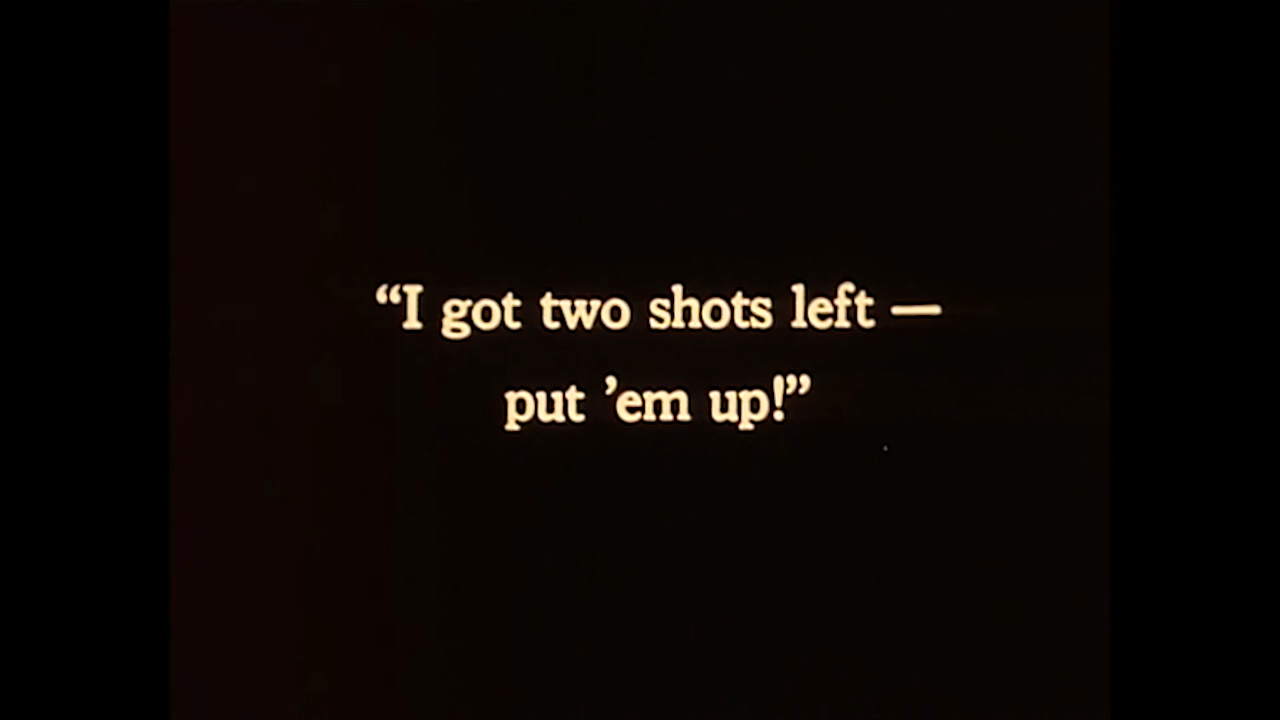 “I got two shots left —
put ’em up!”